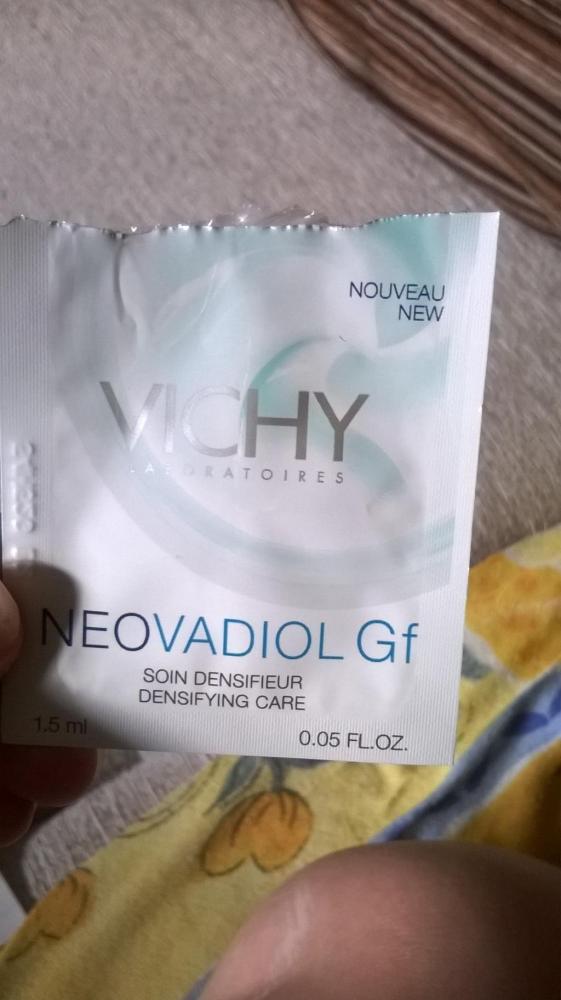 NOUVEAU
NEW
VICHY
LABORATOIRES
NEOVADIOL Gf
SOIN DENSIFIEUR
DENSIFYING CARE
1.5 ml
0.05 FL.OZ.